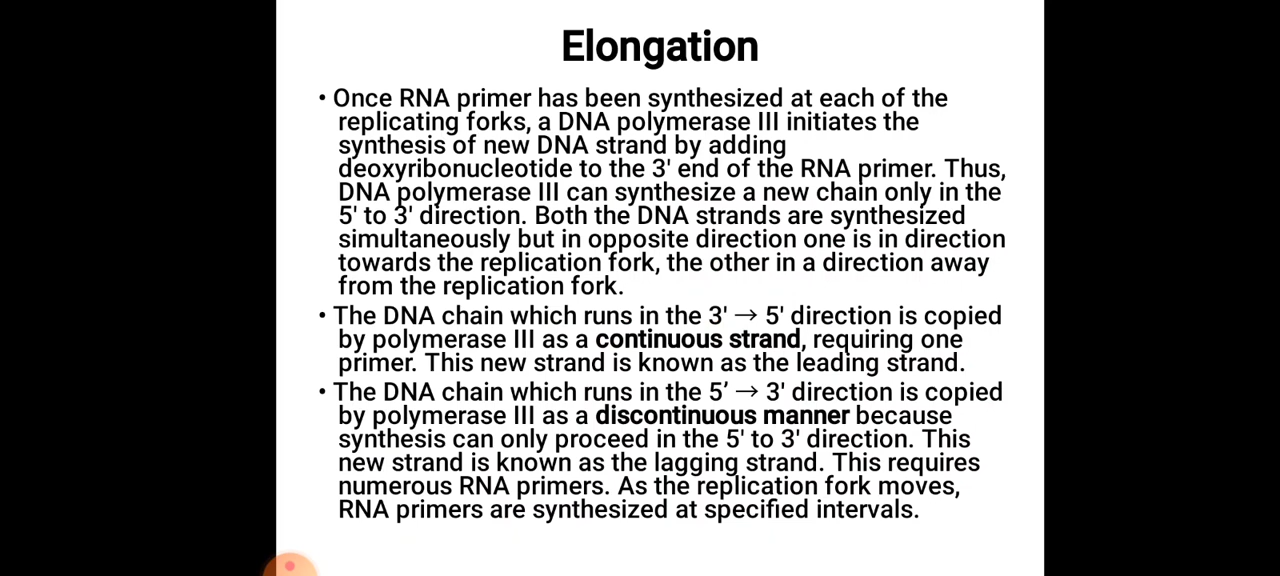 Elongation
• Once RNA primer has been synthesized at each of the
replicating forks, a DNA polymerase III initiates the
synthesis of new DNA strand by adding
deoxyribonucleotide to the 3' end of the RNA primer. Thus,
DNA polymerase III can synthesize a new chain only in the
5' to 3' direction. Both the DNA strands are synthesized
simultaneously but in opposite direction one is in direction
towards the replication fork, the other in a direction away
from the replication fork.
• The DNA chain which runs in the 3' → 5' direction is copied
by polymerase III as a continuous strand, requiring one
primer. This new strand is known as the leading strand.
• The DNA chain which runs in the 5’ → 3' direction is copied
by polymerase III as a discontinuous manner because
synthesis can only proceed in the 5' to 3' direction. This
new strand is known as the lagging strand. This requires
numerous RNA primers. As the replication fork moves,
RNA primers are synthesized at specified intervals.